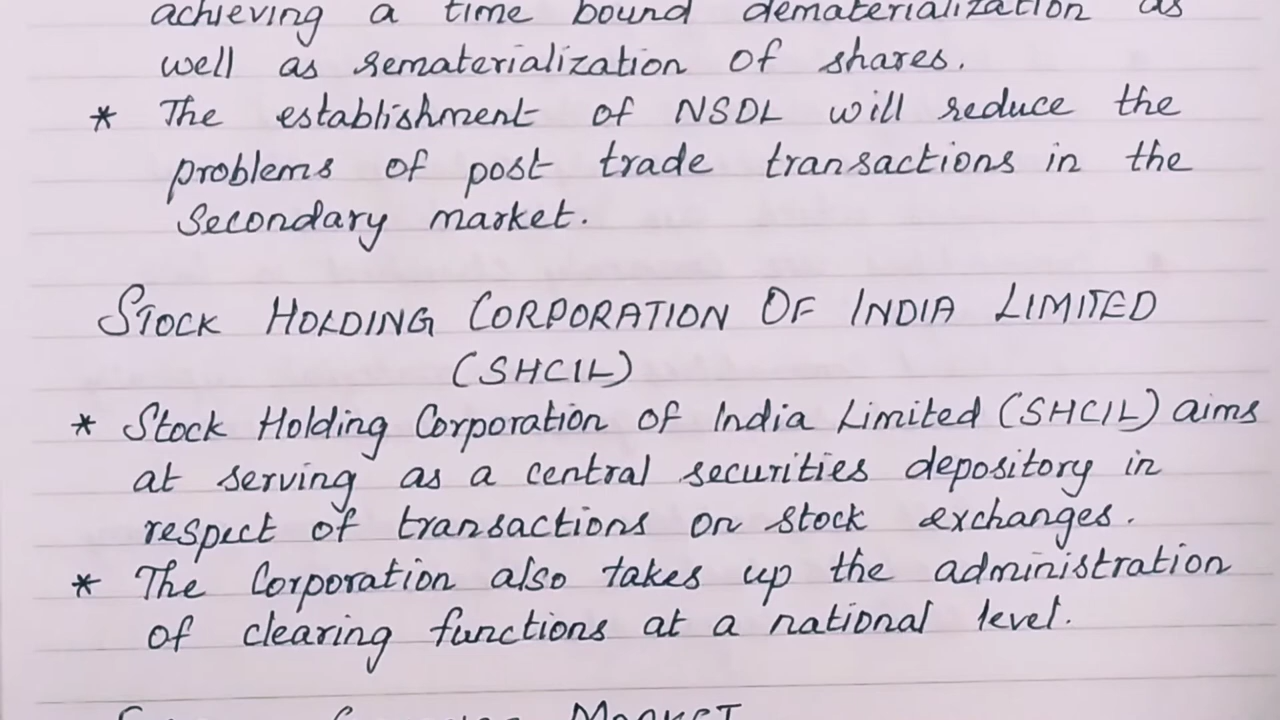 achieving a time bound dematerialization as
well as rematerialization of shares.
* The establishment of NSDL will reduce the
problems of post trade transactions in the
Secondary market.
STOCK HOLDING CORPORATION OF INDIA LIMITED
(SHCIL)
* Stock Holding Corporation of India Limited (SHCIL) aims
at serving as a central securities depository in
respect of transactions on stock exchanges.
* The Corporation also takes up the administration
of clearing functions at a national level.
MARKET